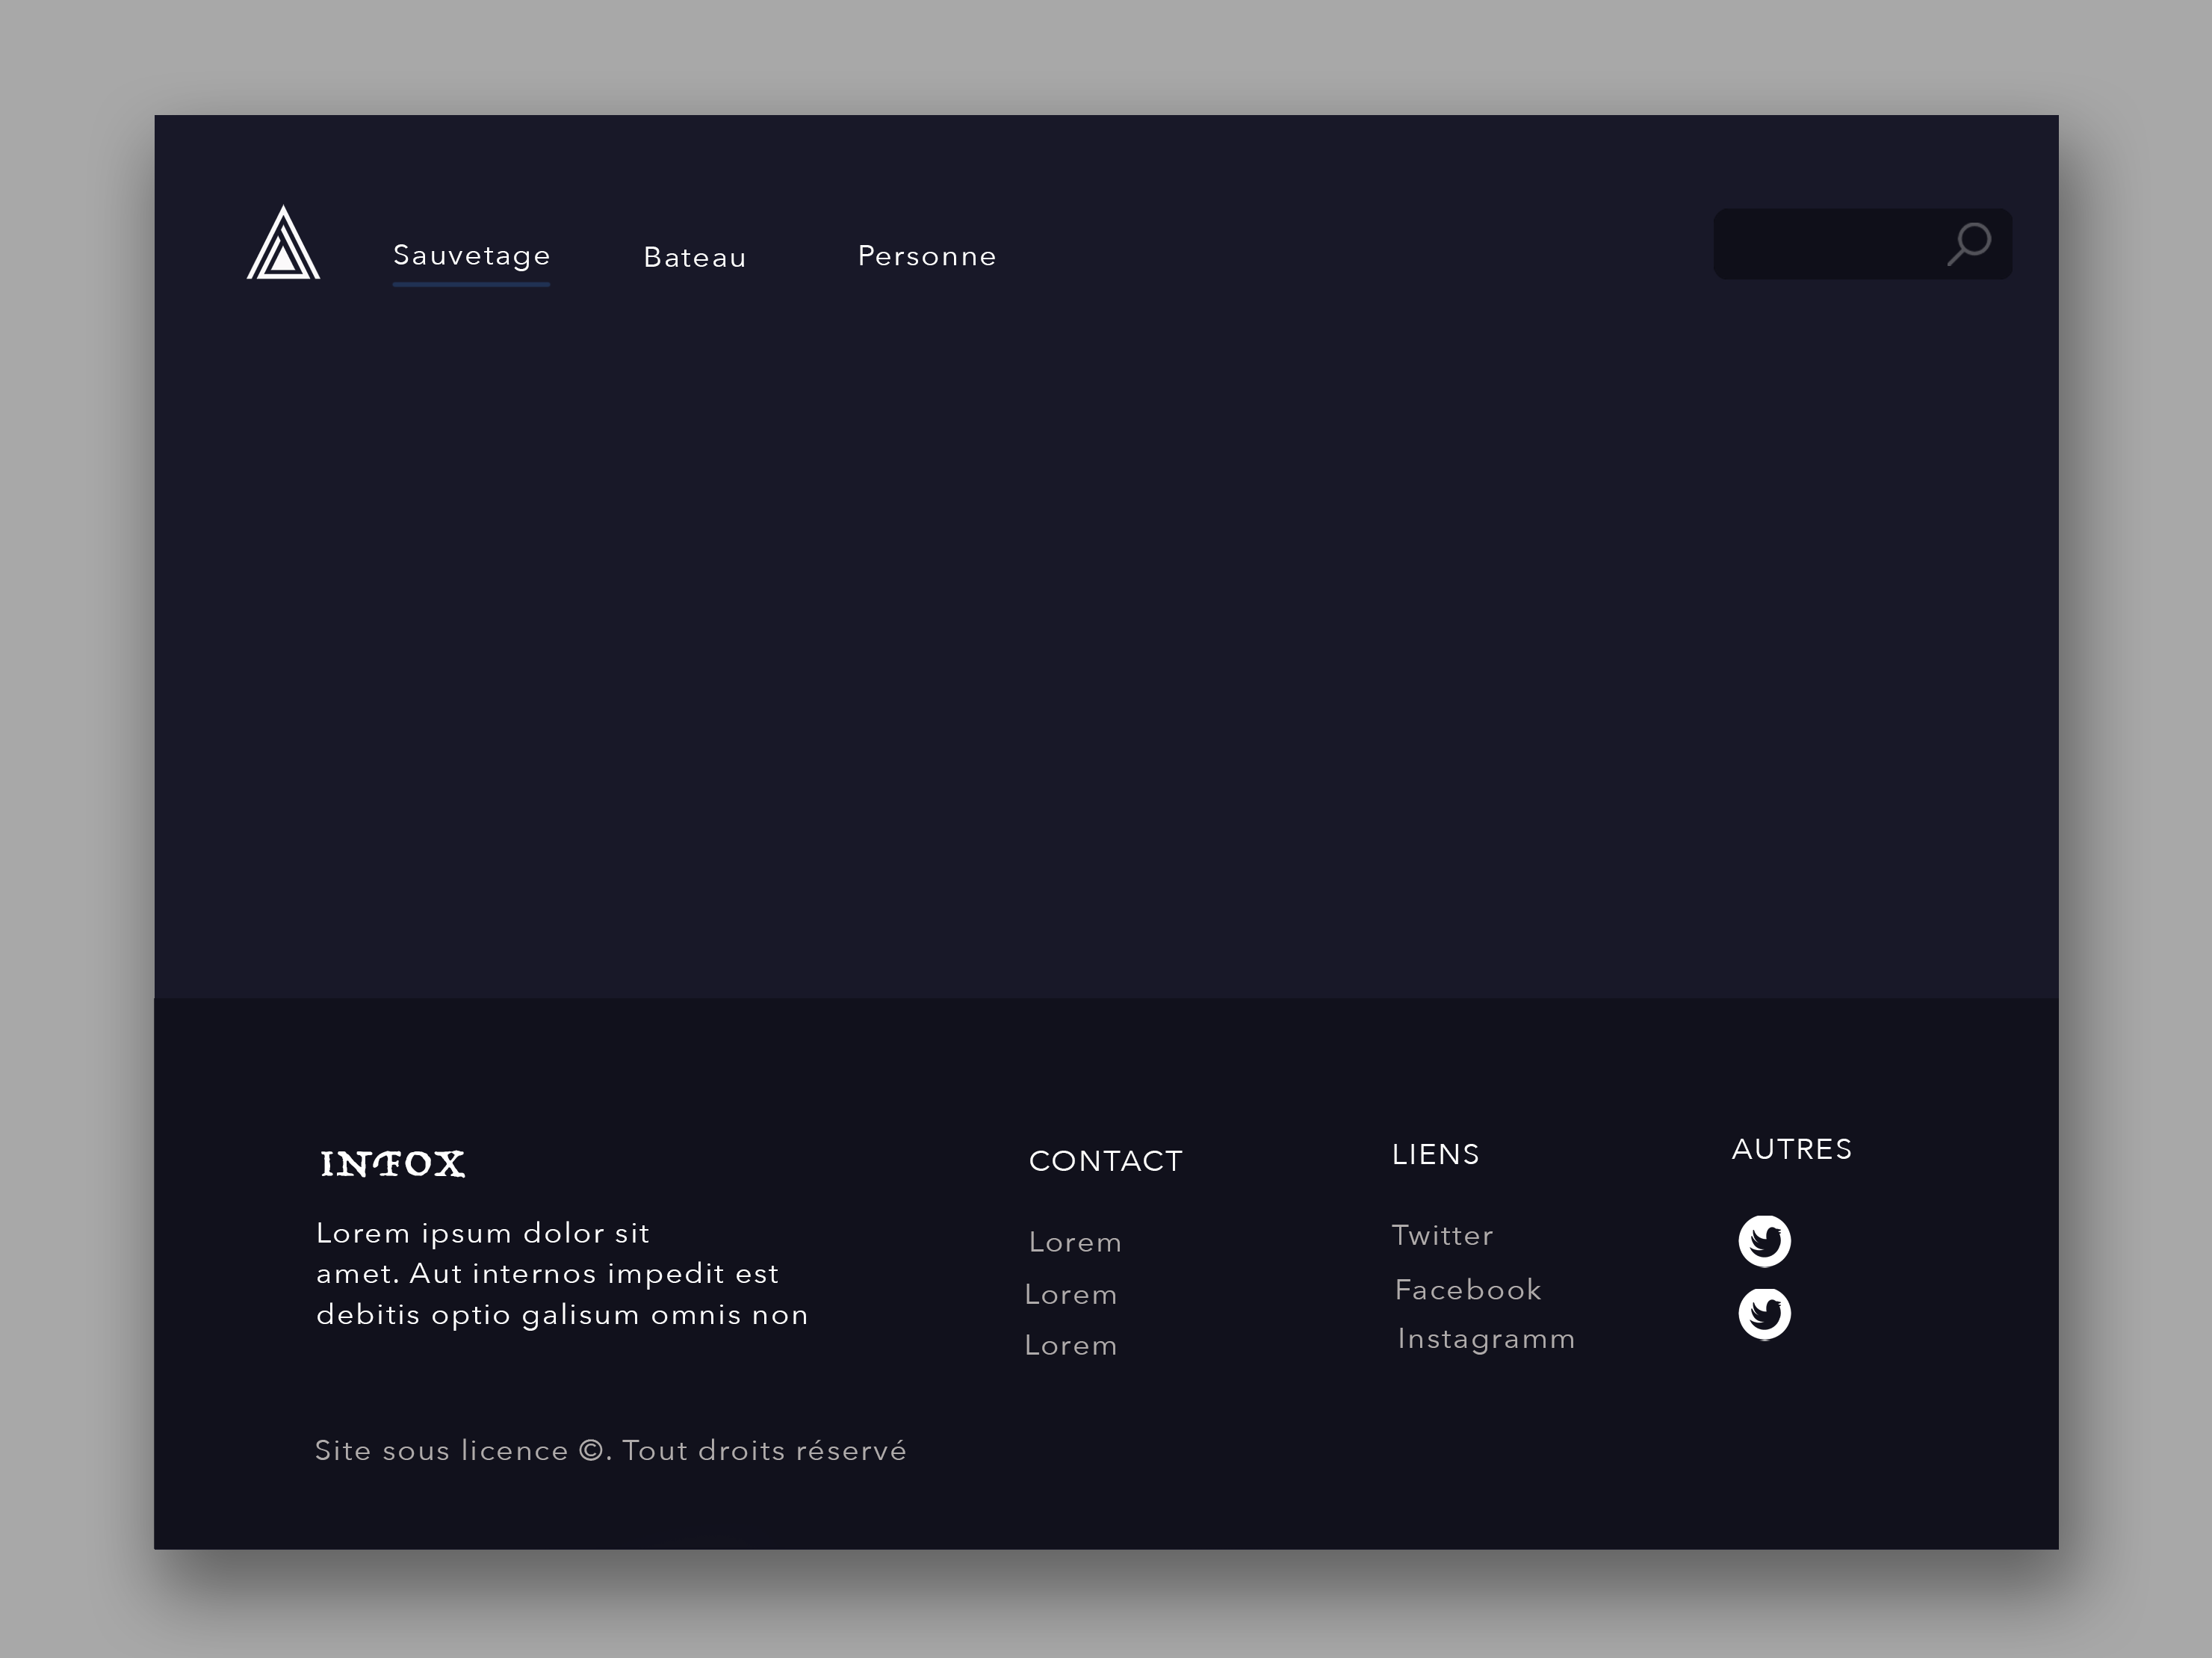 Sauvetage
Bateau
Personne
INFOX
Lorem ipsum dolor sit
amet. Aut internos impedit est
debitis optio galisum omnis non
CONTACT
Lorem
Lorem
Lorem
LIENS
Twitter
Facebook
Instagramm
AUTRES
Site sous licence ©. Tout droits réservé